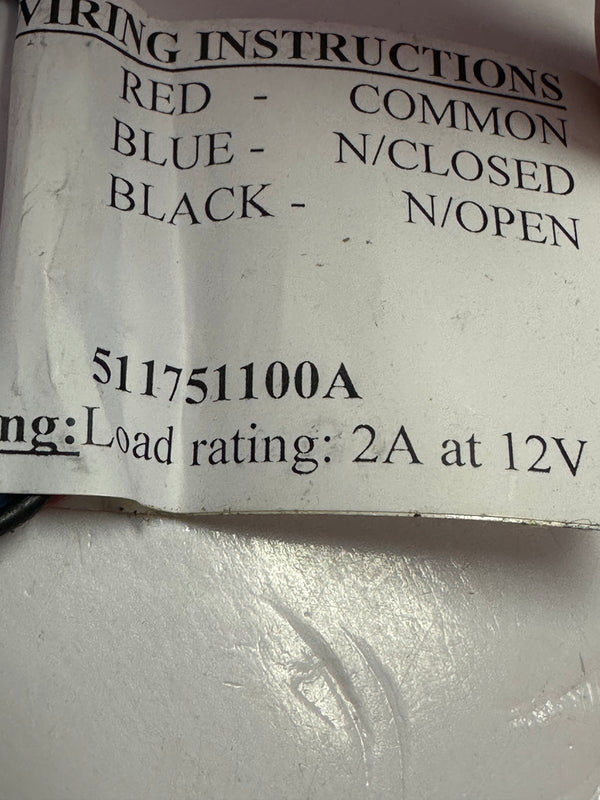 WIRING INSTRUCTIONS
RED - COMMON
BLUE - N/CLOSED
BLACK - N/OPEN
511751100A
ng: Load rating: 2A at 12V